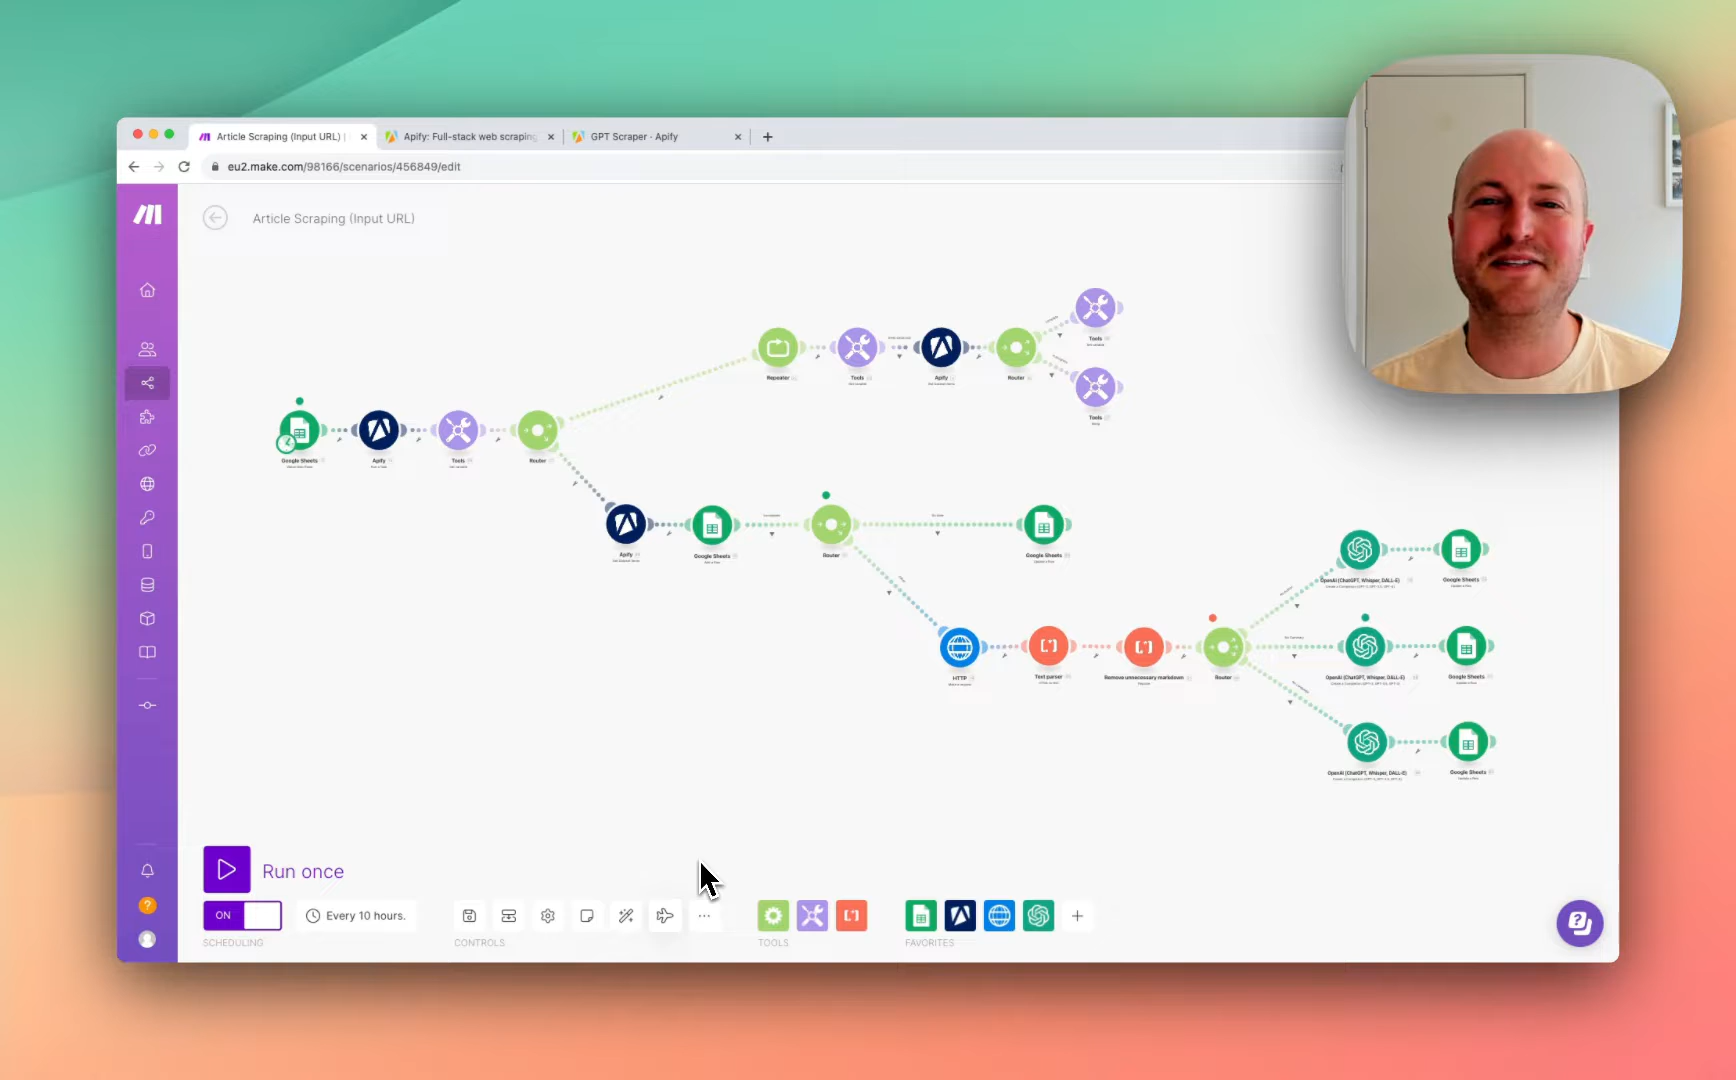 Article Scraping (Input URL) |
Apify: Full-stack web scraping
GPT Scraper · Apify
eu2.make.com/98166/scenarios/456849/edit
Article Scraping (Input URL)
Tools
Repeater
Tools
Apify
Router
Tools
Google Sheets
Apify
Tools
Router
Apify
Google Sheets
Router
Google Sheets
OpenAI (ChatGPT, Whisper, DALL-E)
Google Sheets
HTTP
Text parser
Remove unnecessary markdown
Router
OpenAI (ChatGPT, Whisper, DALL-E)
Google Sheets
OpenAI (ChatGPT, Whisper, DALL-E)
Google Sheets
Run once
ON
Every 10 hours.
SCHEDULING
CONTROLS
TOOLS
FAVORITES